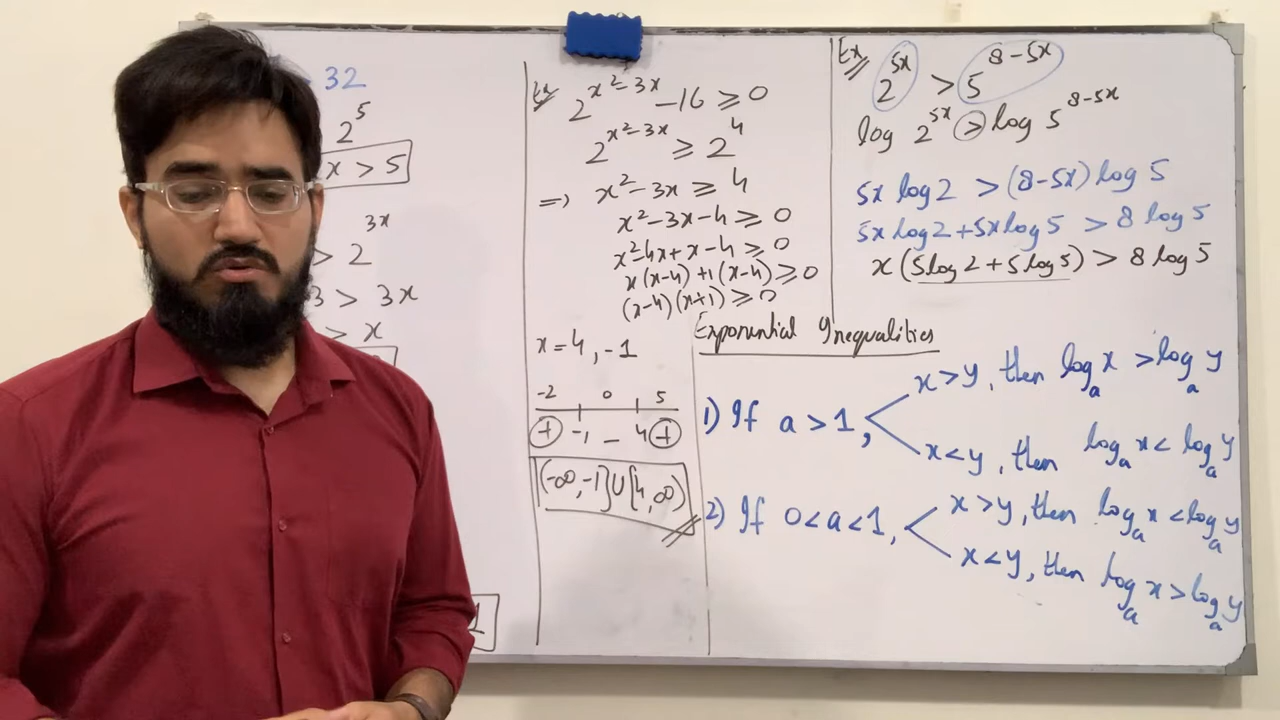 32
2^5
x > 5
> 2^{3x}
3 > 3x
> x
Ex
2^{x²-3x} - 16 ≥ 0
2^{x²-3x} ≥ 2^4
=> x²-3x ≥ 4
x²-3x-4 ≥ 0
x²-4x+x-4 ≥ 0
x(x-4)+1(x-4) ≥ 0
(x-4)(x+1) ≥ 0
x=4, -1
-2 0 5
+ -1 - 4 +
(-∞,-1]∪[4,∞)
Ex
2^{5x} > 5^{8-5x}
log 2^{5x} > log 5^{8-5x}
5x log 2 > (8-5x) log 5
5x log 2 + 5x log 5 > 8 log 5
x(5log 2 + 5 log 5) > 8 log 5
Exponential Inequalities
1) If a > 1,
x>y, then log_a x > log_a y
x<y, then log_a x < log_a y
2) If 0<a<1,
x>y, then log_a x < log_a y
x<y, then log_a x > log_a y